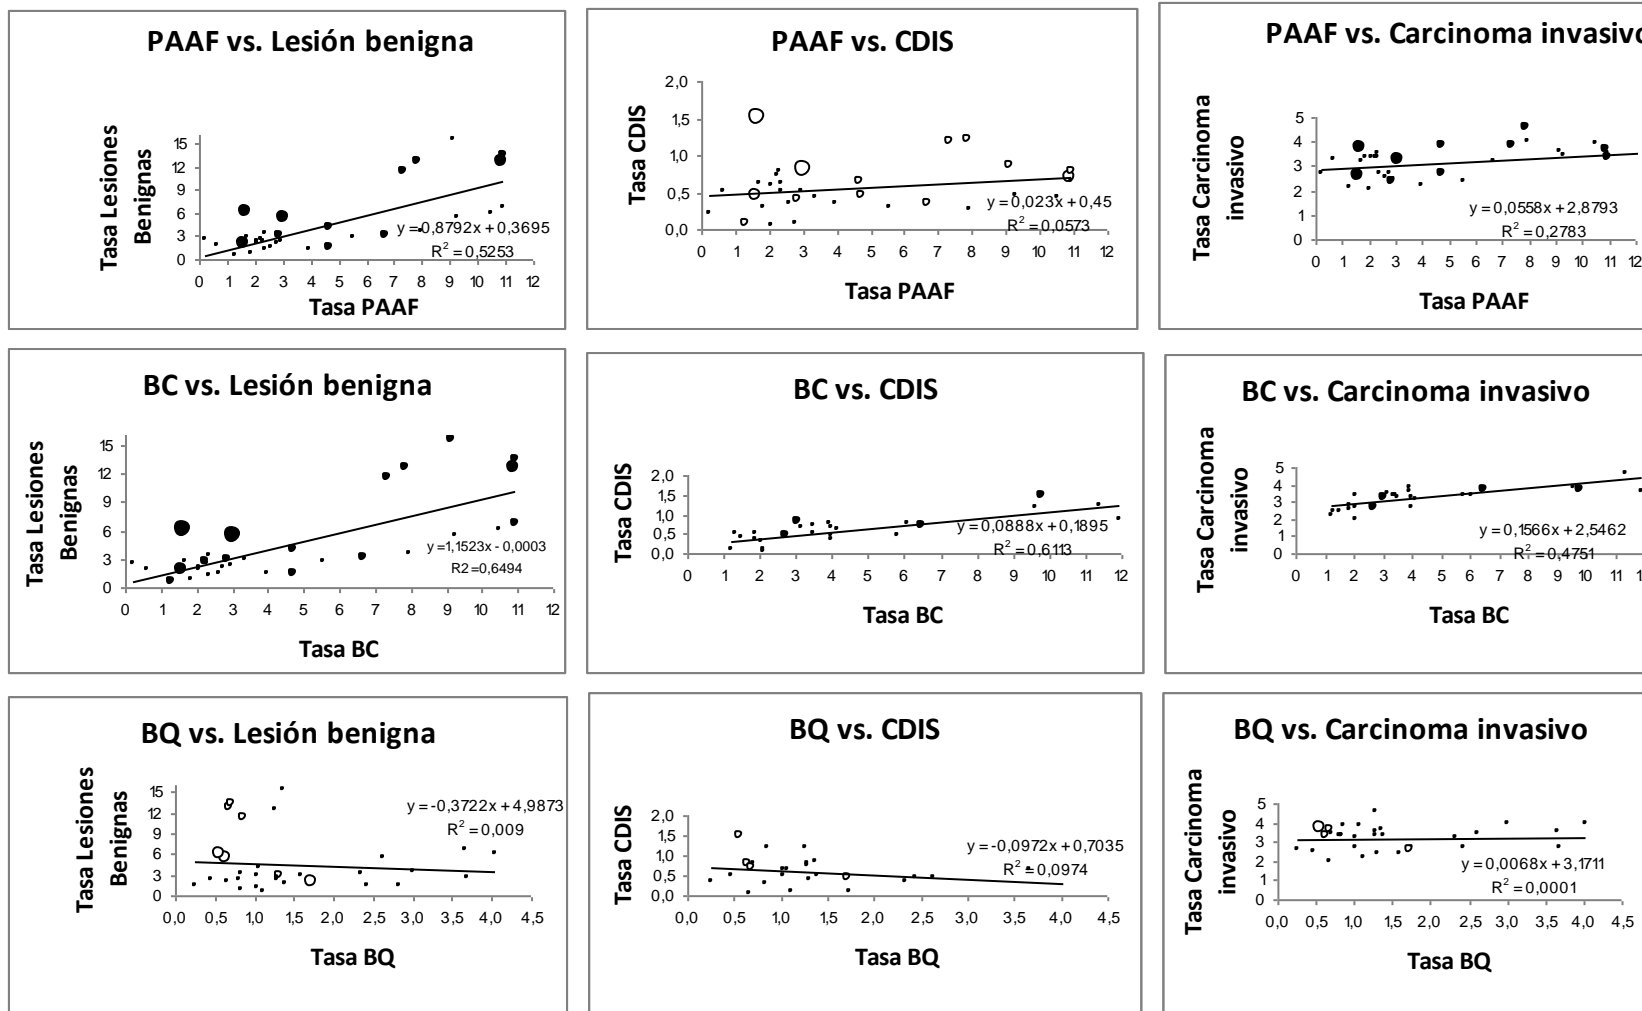 PAAF vs. Lesión benigna
Tasa Lesiones
Benignas
15
12
9
6
3
0
y = 0,8792x + 0,3695
R² = 0,5253
0 1 2 3 4 5 6 7 8 9 10 11 12
Tasa PAAF
PAAF vs. CDIS
Tasa CDIS
2,0
1,5
1,0
0,5
0,0
y = 0,023x + 0,45
R² = 0,0573
0 1 2 3 4 5 6 7 8 9 10 11 12
Tasa PAAF
PAAF vs. Carcinoma invasivo
Tasa Carcinoma
invasivo
5
4
3
2
1
0
y = 0,0558x + 2,8793
R² = 0,2783
0 1 2 3 4 5 6 7 8 9 10 11 12
Tasa PAAF
BC vs. Lesión benigna
Tasa Lesiones
Benignas
15
12
9
6
3
0
y = 1,1523x - 0,0003
R2 = 0,6494
0 1 2 3 4 5 6 7 8 9 10 11 12
Tasa BC
BC vs. CDIS
Tasa CDIS
2,0
1,5
1,0
0,5
0,0
y = 0,0888x + 0,1895
R² = 0,6113
0 1 2 3 4 5 6 7 8 9 10 11 12
Tasa BC
BC vs. Carcinoma invasivo
Tasa Carcinoma
invasivo
5
4
3
2
1
0
y = 0,1566x + 2,5462
R² = 0,4751
0 1 2 3 4 5 6 7 8 9 10 11
Tasa BC
BQ vs. Lesión benigna
Tasa Lesiones
Benignas
15
12
9
6
3
0
y = -0,3722x + 4,9873
R² = 0,009
0,0 0,5 1,0 1,5 2,0 2,5 3,0 3,5 4,0 4,5
Tasa BQ
BQ vs. CDIS
Tasa CDIS
2,0
1,5
1,0
0,5
0,0
y = -0,0972x + 0,7035
R² = 0,0974
0,0 0,5 1,0 1,5 2,0 2,5 3,0 3,5 4,0 4,5
Tasa BQ
BQ vs. Carcinoma invasivo
Tasa Carcinoma
invasivo
5
4
3
2
1
0
y = 0,0068x + 3,1711
R² = 0,0001
0,0 0,5 1,0 1,5 2,0 2,5 3,0 3,5 4,0 4,5
Tasa BQ